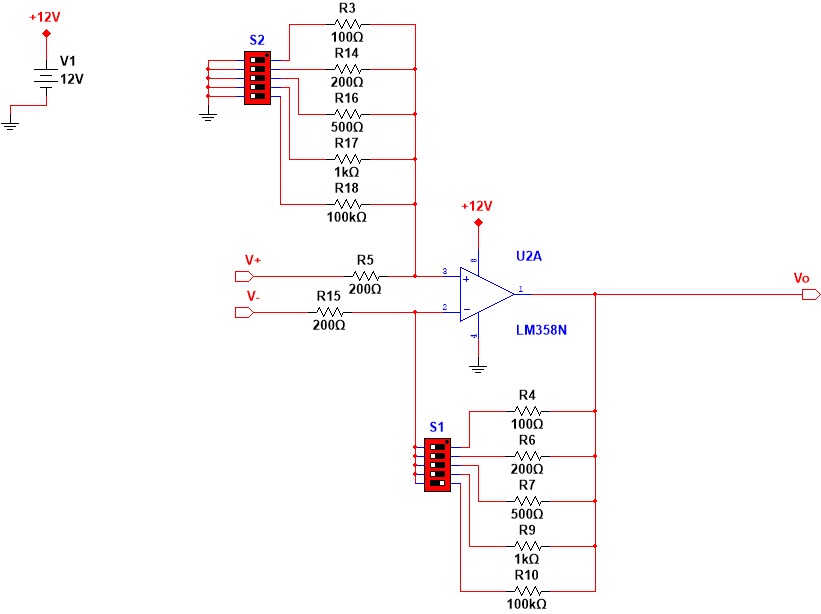 +12V
V1
12V
S2
R3
100Ω
R14
200Ω
R16
500Ω
R17
1kΩ
R18
100kΩ
+12V
V+
R5
200Ω
V-
R15
200Ω
3
2
8
4
1
+
−
U2A
LM358N
Vo
S1
R4
100Ω
R6
200Ω
R7
500Ω
R9
1kΩ
R10
100kΩ